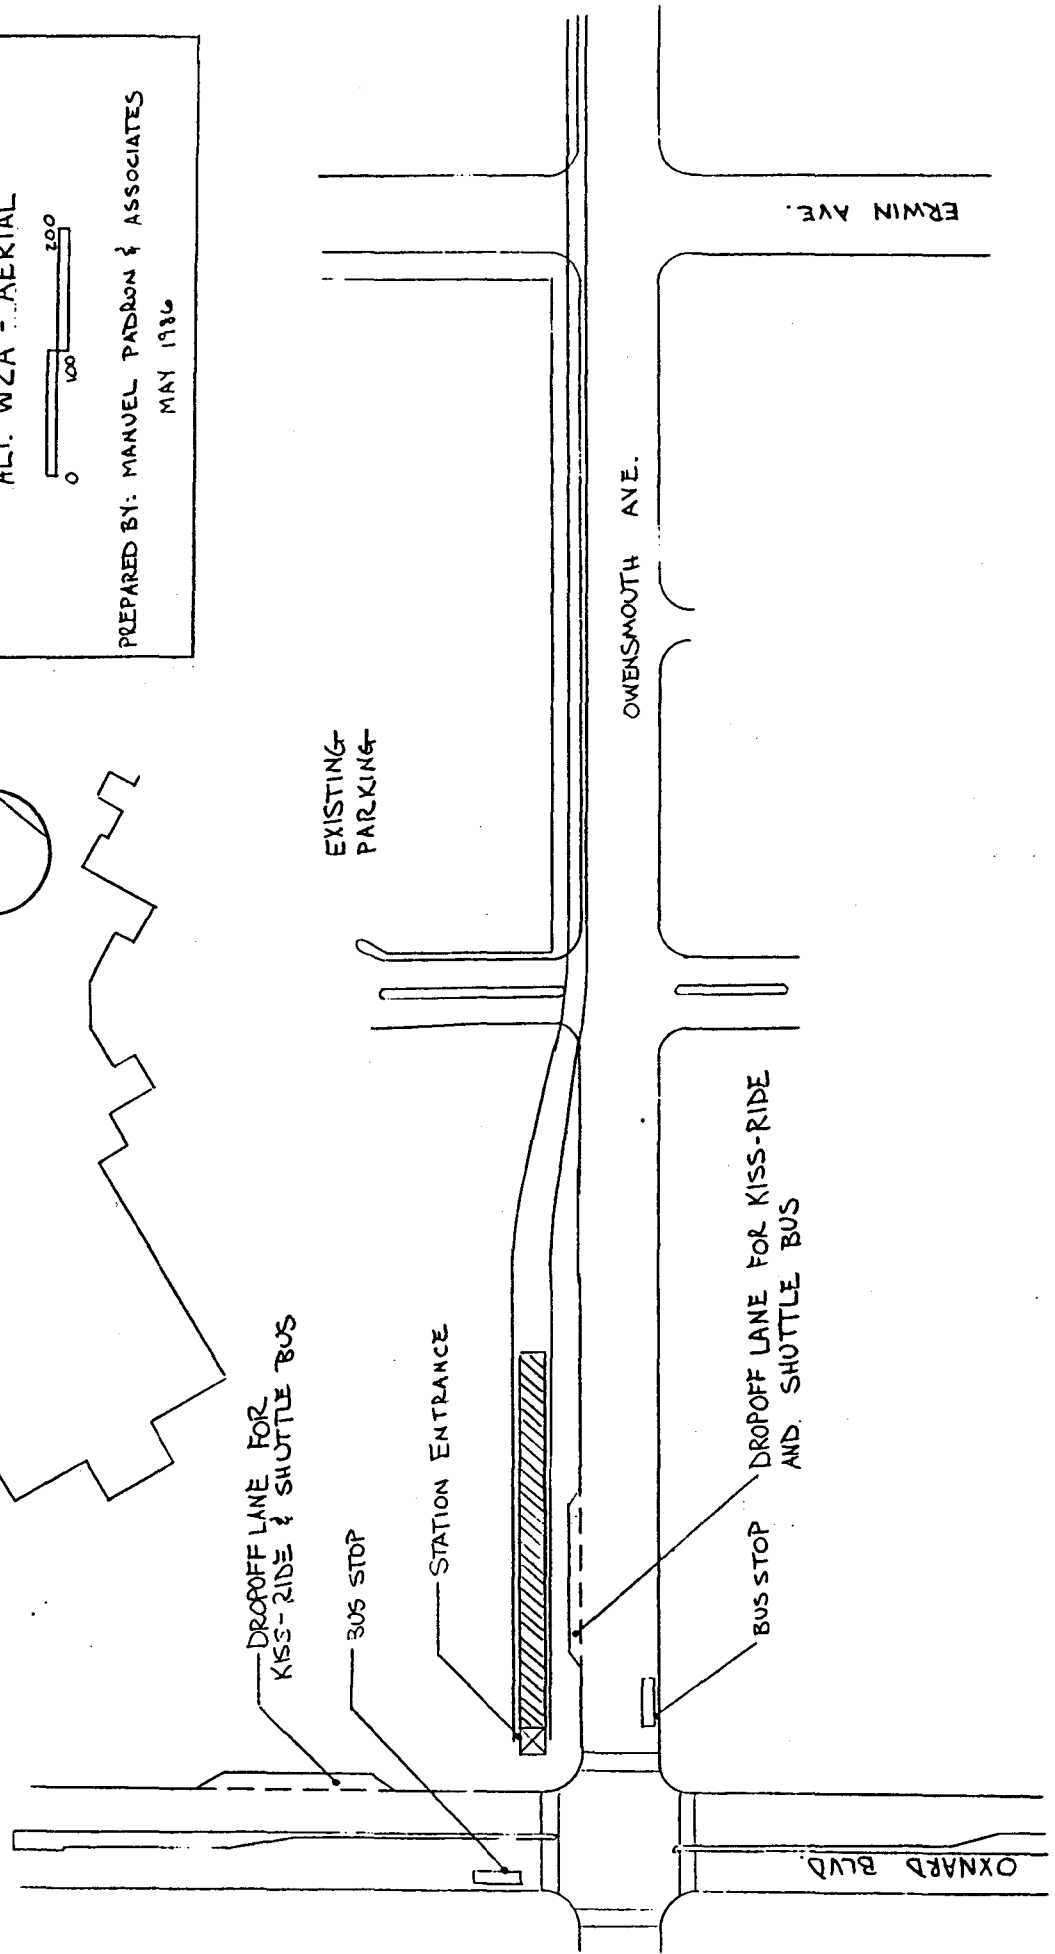 ALT. W2A - AERIAL
0 100 200
PREPARED BY: MANUEL PADRON & ASSOCIATES
MAY 1986
EXISTING
PARKING
ERWIN AVE.
OWENSMOUTH AVE.
DROPOFF LANE FOR
KISS-RIDE & SHUTTLE BUS
BUS STOP
STATION ENTRANCE
DROPOFF LANE FOR KISS-RIDE
AND SHUTTLE BUS
BUS STOP
OXNARD BLVD.